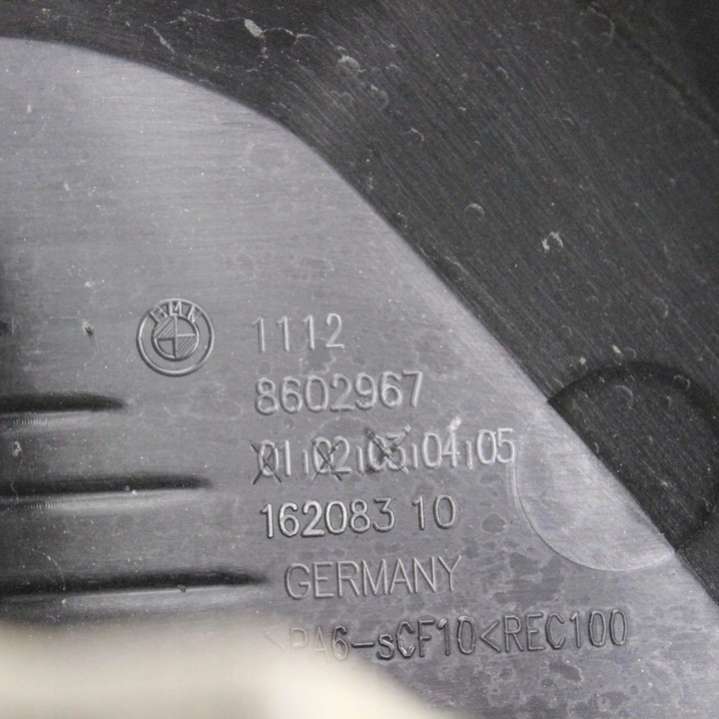 BMW
1112
8602967
01|02|03|04|05
162083 10
GERMANY
>PA6-sCF10<REC100